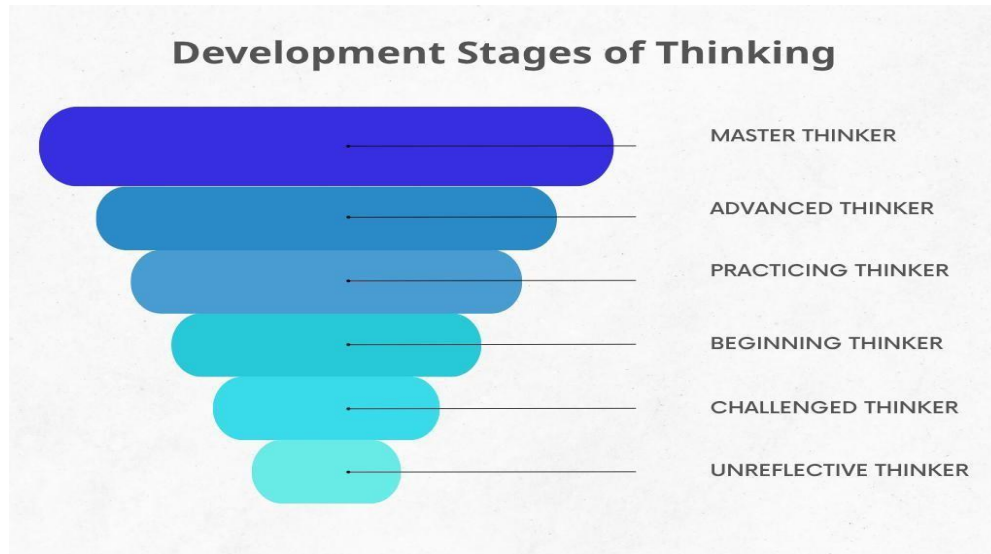 Development Stages of Thinking
MASTER THINKER
ADVANCED THINKER
PRACTICING THINKER
BEGINNING THINKER
CHALLENGED THINKER
UNREFLECTIVE THINKER